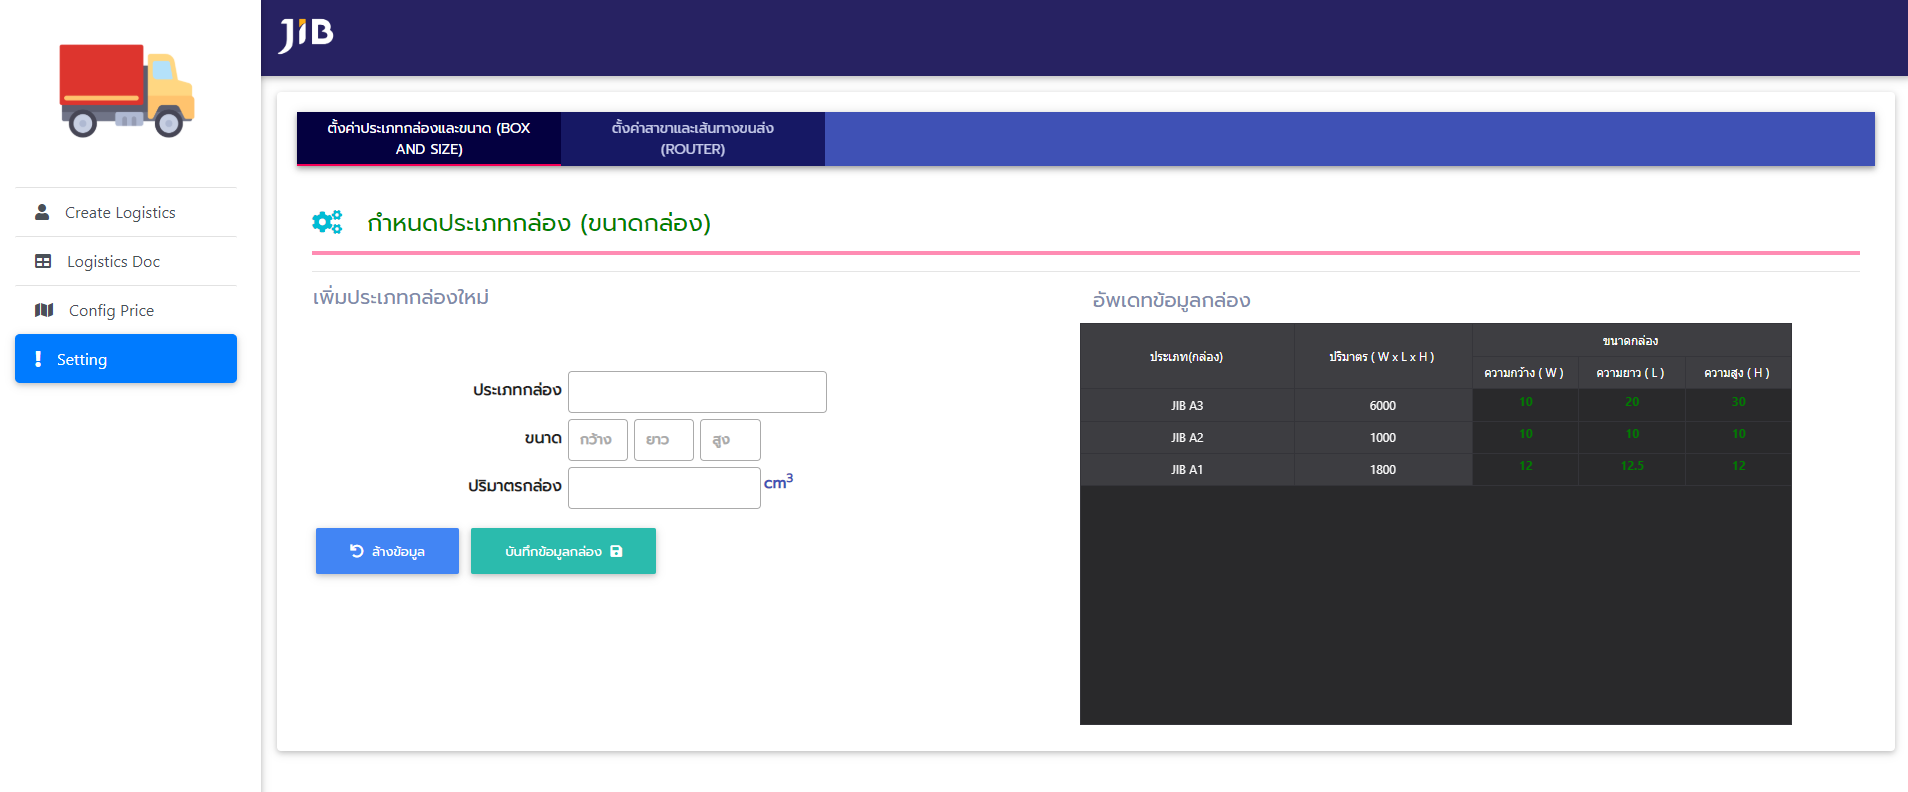 JIB
Create Logistics
Logistics Doc
Config Price
Setting
ตั้งค่าประเภทกล่องและขนาด (BOX
AND SIZE)
ตั้งค่าสาขาและเส้นทางขนส่ง
(ROUTER)
กำหนดประเภทกล่อง (ขนาดกล่อง)
เพิ่มประเภทกล่องใหม่
ประเภทกล่อง
ขนาด กว้าง ยาว สูง
ปริมาตรกล่อง cm³
ล้างข้อมูล บันทึกข้อมูลกล่อง
อัพเดทข้อมูลกล่อง
ประเภท(กล่อง) ปริมาตร ( W x L x H ) ขนาดกล่อง
ความกว้าง ( W ) ความยาว ( L ) ความสูง ( H )
JIB A3 6000 10 20 30
JIB A2 1000 10 10 10
JIB A1 1800 12 12.5 12